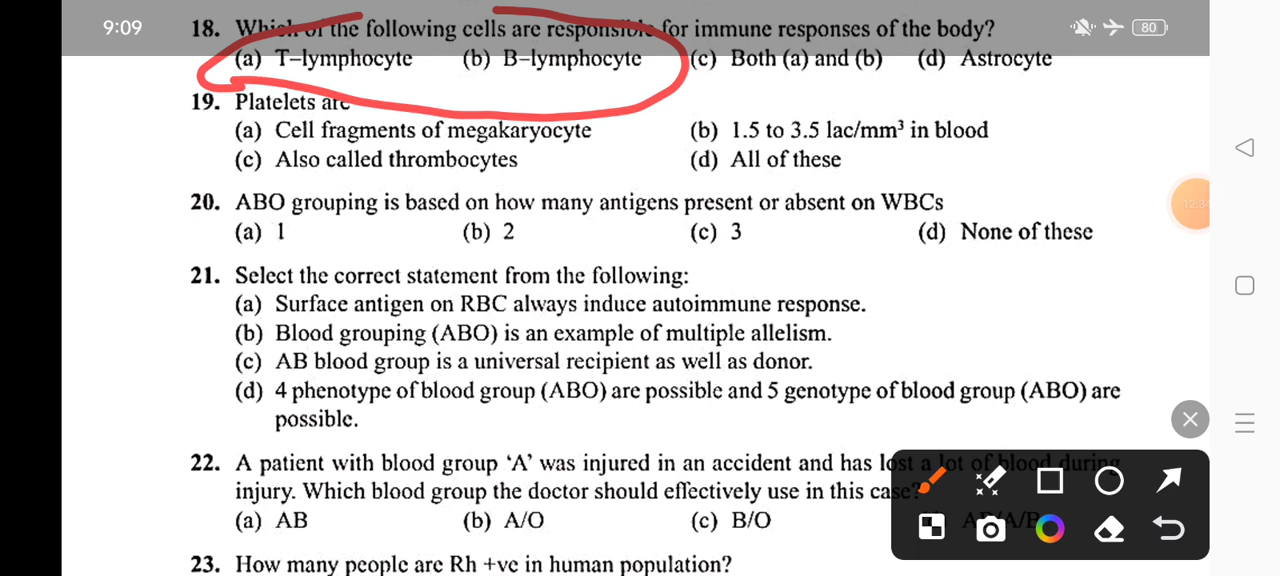 9:09
80
18. Which of the following cells are responsible for immune responses of the body?
(a) T–lymphocyte (b) B–lymphocyte (c) Both (a) and (b) (d) Astrocyte
19. Platelets are
(a) Cell fragments of megakaryocyte (b) 1.5 to 3.5 lac/mm³ in blood
(c) Also called thrombocytes (d) All of these
20. ABO grouping is based on how many antigens present or absent on WBCs
(a) 1 (b) 2 (c) 3 (d) None of these
21. Select the correct statement from the following:
(a) Surface antigen on RBC always induce autoimmune response.
(b) Blood grouping (ABO) is an example of multiple allelism.
(c) AB blood group is a universal recipient as well as donor.
(d) 4 phenotype of blood group (ABO) are possible and 5 genotype of blood group (ABO) are
possible.
22. A patient with blood group ‘A’ was injured in an accident and has lost a lot of blood during
injury. Which blood group the doctor should effectively use in this case?
(a) AB (b) A/O (c) B/O
23. How many people are Rh +ve in human population?